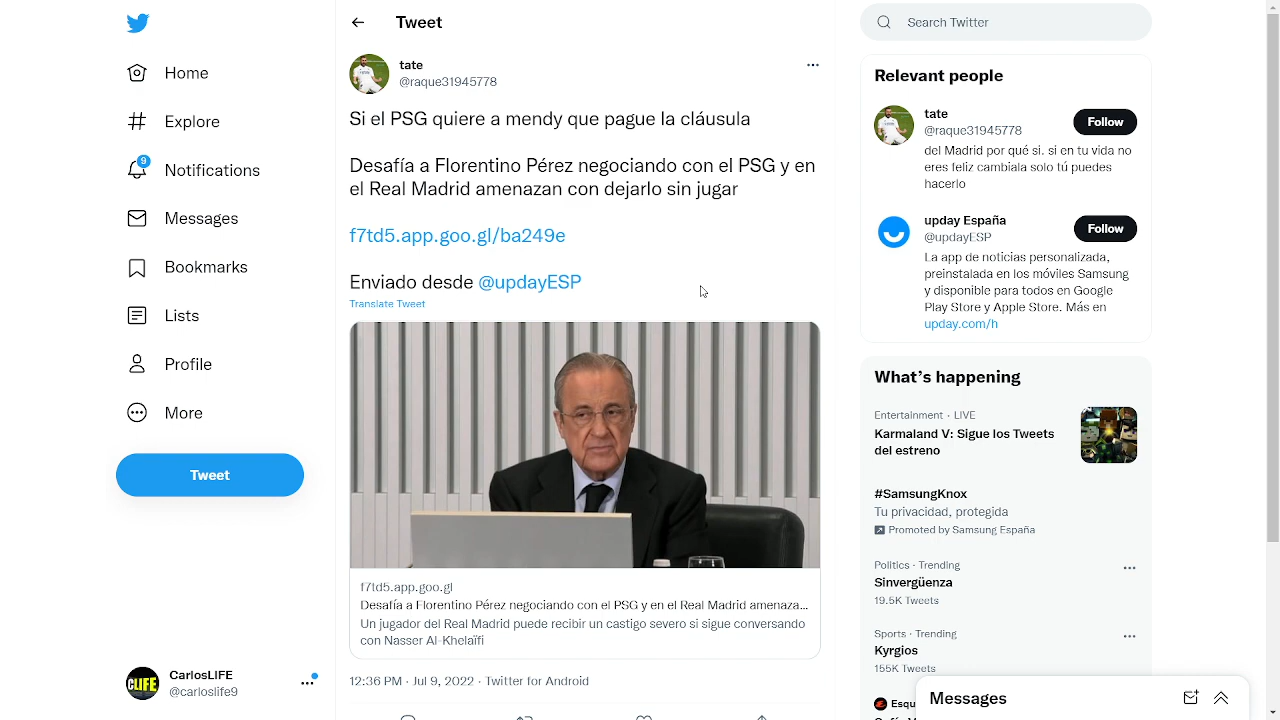 Tweet
Search Twitter
Home
Explore
9
Notifications
Messages
Bookmarks
Lists
Profile
More
Tweet
CarlosLIFE
@carloslife9
CLIFE
tate
@raque31945778
Si el PSG quiere a mendy que pague la cláusula
Desafía a Florentino Pérez negociando con el PSG y en
el Real Madrid amenazan con dejarlo sin jugar
f7td5.app.goo.gl/ba249e
Enviado desde @updayESP
Translate Tweet
f7td5.app.goo.gl
Desafía a Florentino Pérez negociando con el PSG y en el Real Madrid amenaza...
Un jugador del Real Madrid puede recibir un castigo severo si sigue conversando
con Nasser Al-Khelaïfi
12:36 PM · Jul 9, 2022 · Twitter for Android
Relevant people
tate
@raque31945778
Follow
del Madrid por qué si. si en tu vida no
eres feliz cambiala solo tú puedes
hacerlo
upday España
@updayESP
Follow
La app de noticias personalizada,
preinstalada en los móviles Samsung
y disponible para todos en Google
Play Store y Apple Store. Más en
upday.com/h
What's happening
Entertainment · LIVE
Karmaland V: Sigue los Tweets
del estreno
#SamsungKnox
Tu privacidad, protegida
Promoted by Samsung España
Politics · Trending
Sinvergüenza
19.5K Tweets
Sports · Trending
Kyrgios
155K Tweets
Esqu
Messages